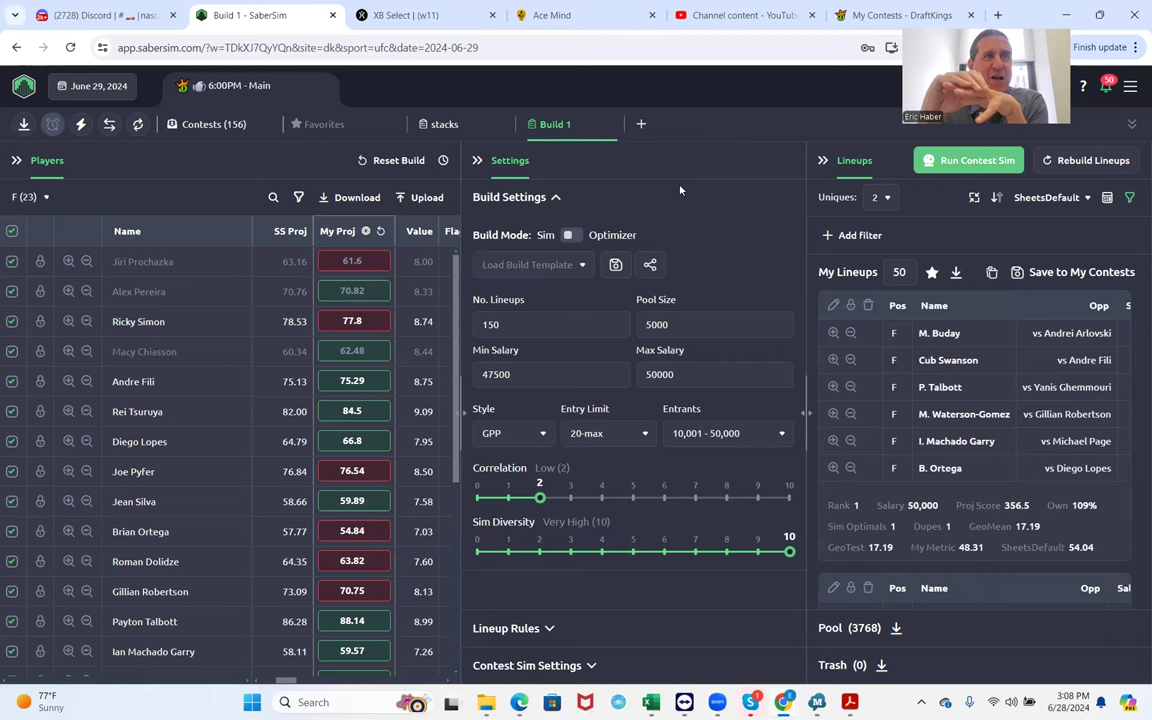 (2728) Discord | # | nasc
Build 1 - SaberSim
XB Select | (w11)
Ace Mind
Channel content - YouTube
My Contests - DraftKings
app.sabersim.com/?w=TDkXJ7QyYQn&site=dk&sport=ufc&date=2024-06-29
Finish update
June 29, 2024
6:00PM - Main
50
?
Eric Haber
Contests (156)
Favorites
stacks
Build 1
Players
Reset Build
Settings
Lineups
Run Contest Sim
Rebuild Lineups
F (23)
Download
Upload
Build Settings
Uniques: 2
SheetsDefault
Name
SS Proj
My Proj
Value
Fla
Build Mode: Sim
Optimizer
Add filter
Load Build Template
My Lineups 50
Save to My Contests
Jiri Prochazka 63.16 61.6 8.00
Alex Pereira 70.76 70.82 8.33
Ricky Simon 78.53 77.8 8.74
Macy Chiasson 60.34 62.48 8.44
Andre Fili 75.13 75.29 8.75
Rei Tsuruya 82.00 84.5 9.09
Diego Lopes 64.79 66.8 7.95
Joe Pyfer 76.84 76.54 8.50
Jean Silva 58.66 59.89 7.58
Brian Ortega 57.77 54.84 7.03
Roman Dolidze 64.35 63.82 7.60
Gillian Robertson 73.09 70.75 8.13
Payton Talbott 86.28 88.14 8.99
Ian Machado Garry 58.11 59.57 7.26
No. Lineups
Pool Size
150
5000
Min Salary
Max Salary
47500
50000
Style
Entry Limit
Entrants
GPP
20-max
10,001 - 50,000
Correlation Low (2)
2
0 1 2 3 4 5 6 7 8 9 10
Sim Diversity Very High (10)
10
0 1 2 3 4 5 6 7 8 9
Lineup Rules
Contest Sim Settings
Pos Name Opp S
F M. Buday vs Andrei Arlovski
F Cub Swanson vs Andre Fili
F P. Talbott vs Yanis Ghemmouri
F M. Waterson-Gomez vs Gillian Robertson
F I. Machado Garry vs Michael Page
F B. Ortega vs Diego Lopes
Rank 1 Salary 50,000 Proj Score 356.5 Own 109%
Sim Optimals 1 Dupes 1 GeoMean 17.19
GeoTest 17.19 My Metric 48.31 SheetsDefault 54.04
Pos Name Opp Sal
Pool (3768)
Trash (0)
77°F
Sunny
Search
3:08 PM
6/28/2024